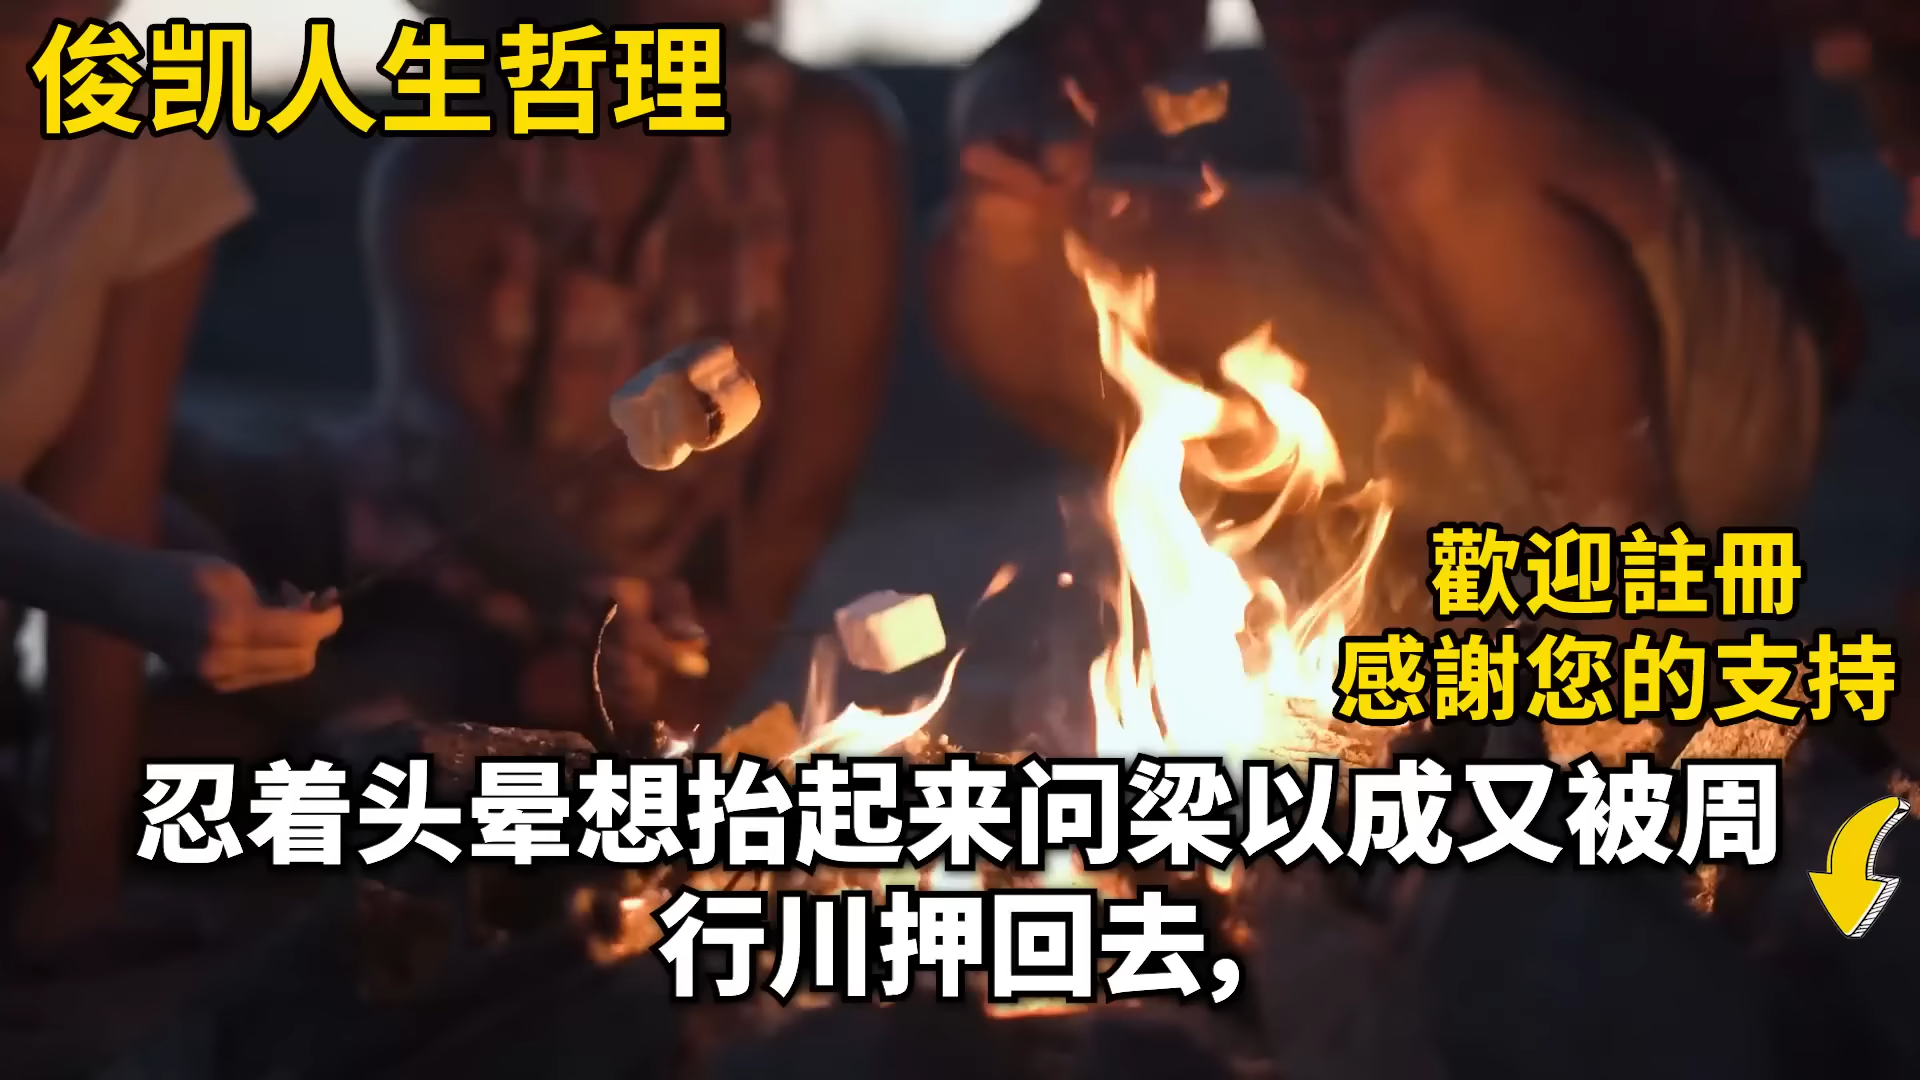 俊凯人生哲理
歡迎註冊
感謝您的支持
忍着头晕想抬起来问梁以成又被周
行川押回去,